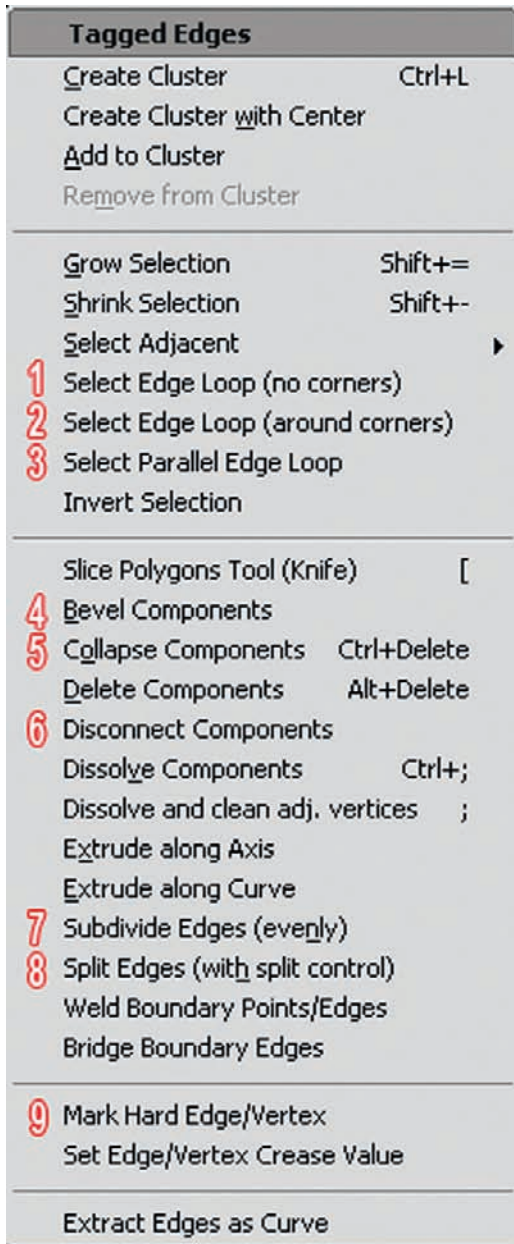 Tagged Edges
Create Cluster Ctrl+L
Create Cluster with Center
Add to Cluster
Remove from Cluster
Grow Selection Shift+=
Shrink Selection Shift+-
Select Adjacent
1 Select Edge Loop (no corners)
2 Select Edge Loop (around corners)
3 Select Parallel Edge Loop
Invert Selection
Slice Polygons Tool (Knife) [
4 Bevel Components
5 Collapse Components Ctrl+Delete
Delete Components Alt+Delete
6 Disconnect Components
Dissolve Components Ctrl+;
Dissolve and clean adj. vertices ;
Extrude along Axis
Extrude along Curve
7 Subdivide Edges (evenly)
8 Split Edges (with split control)
Weld Boundary Points/Edges
Bridge Boundary Edges
9 Mark Hard Edge/Vertex
Set Edge/Vertex Crease Value
Extract Edges as Curve